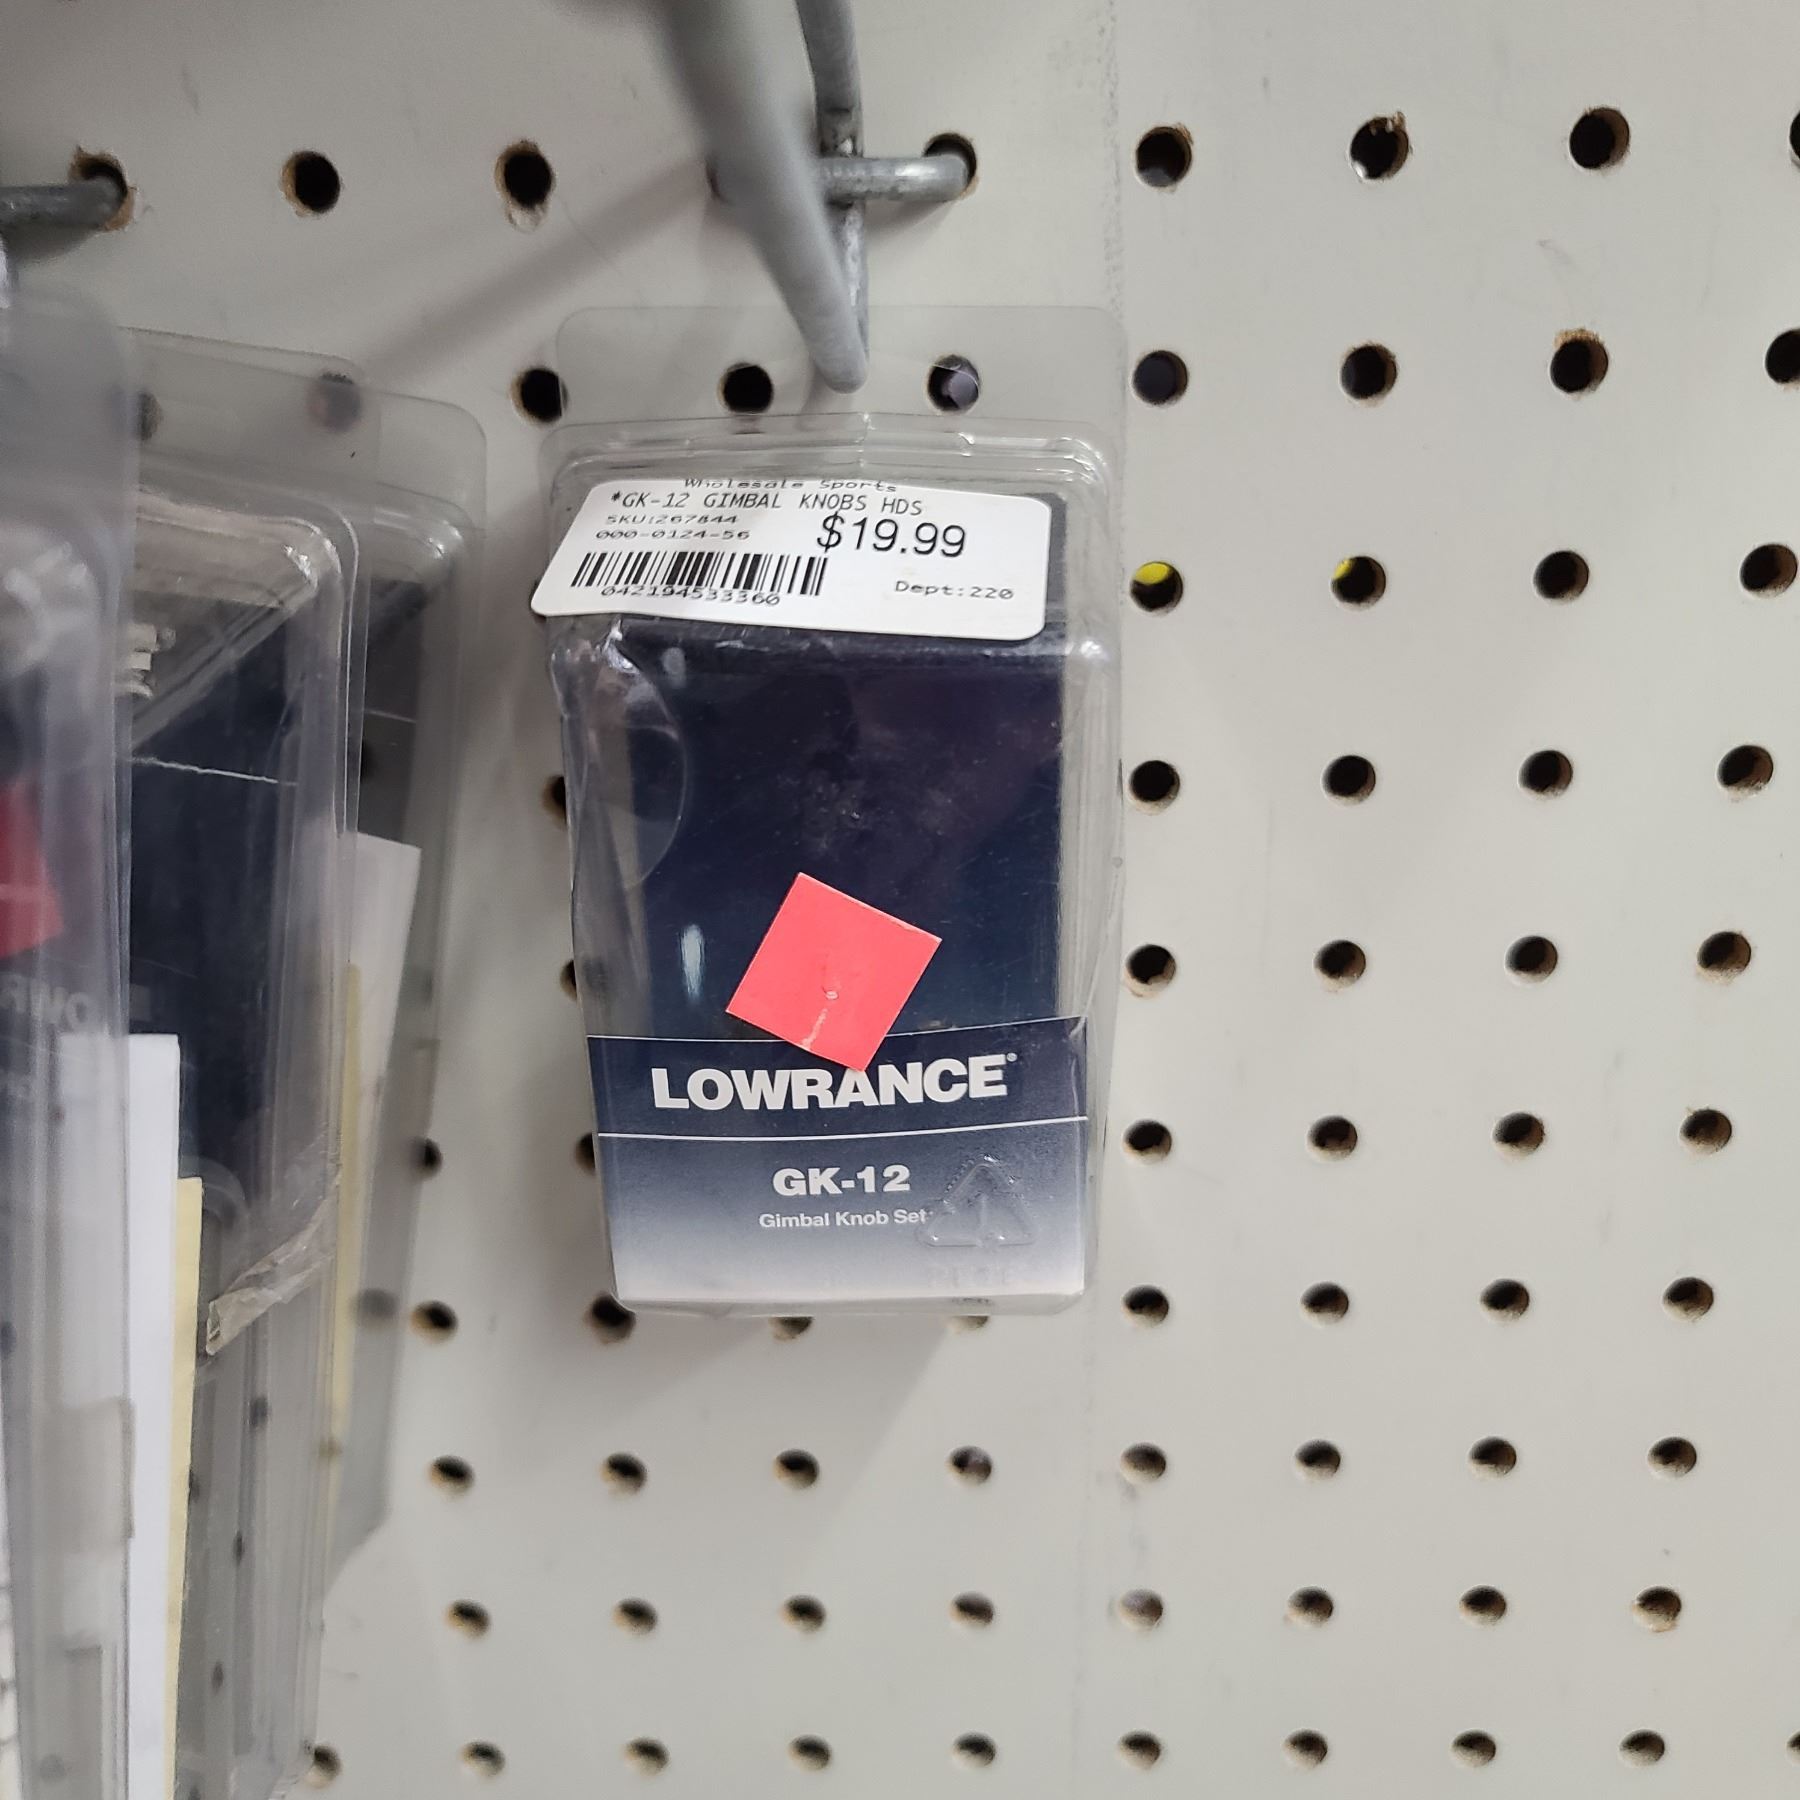 Wholesale Sports
*GK-12 GIMBAL KNOBS HDS
SKU:267844
000-0124-56
$19.99
042194533360
Dept:220
LOWRANCE®
GK-12
Gimbal Knob Set